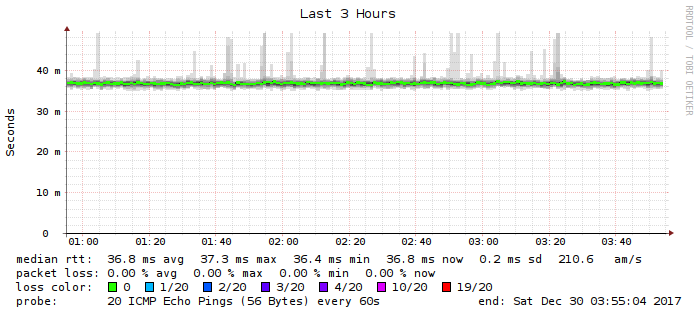 Last 3 Hours
RRDTOOL / TOBI OETIKER
Seconds
40 m
30 m
20 m
10 m
0
01:00 01:20 01:40 02:00 02:20 02:40 03:00 03:20 03:40
median rtt: 36.8 ms avg 37.3 ms max 36.4 ms min 36.8 ms now 0.2 ms sd 210.6 am/s
packet loss: 0.00 % avg 0.00 % max 0.00 % min 0.00 % now
loss color: 0 1/20 2/20 3/20 4/20 10/20 19/20
probe: 20 ICMP Echo Pings (56 Bytes) every 60s end: Sat Dec 30 03:55:04 2017